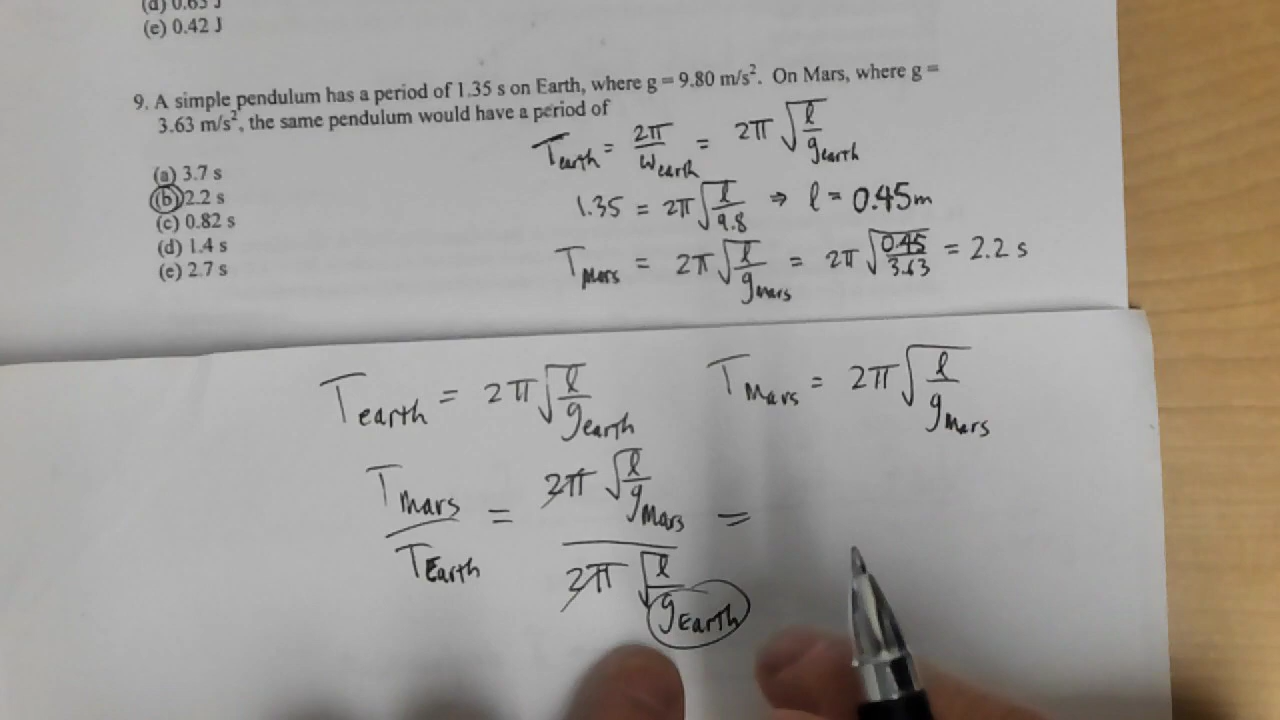 (d) 0.63 J
(e) 0.42 J
9. A simple pendulum has a period of 1.35 s on Earth, where g = 9.80 m/s². On Mars, where g =
3.63 m/s², the same pendulum would have a period of
(a) 3.7 s
(b) 2.2 s
(c) 0.82 s
(d) 1.4 s
(e) 2.7 s
T_earth = 2π/ω_earth = 2π √(ℓ/g_earth)
1.35 = 2π √(ℓ/9.8) ⇒ ℓ = 0.45m
T_Mars = 2π √(ℓ/g_Mars) = 2π √(0.45/3.63) = 2.2 s
T_earth = 2π √(ℓ/g_earth) T_Mars = 2π √(ℓ/g_Mars)
T_Mars/T_Earth = 2π √(ℓ/g_Mars) / 2π √(ℓ/g_Earth) =